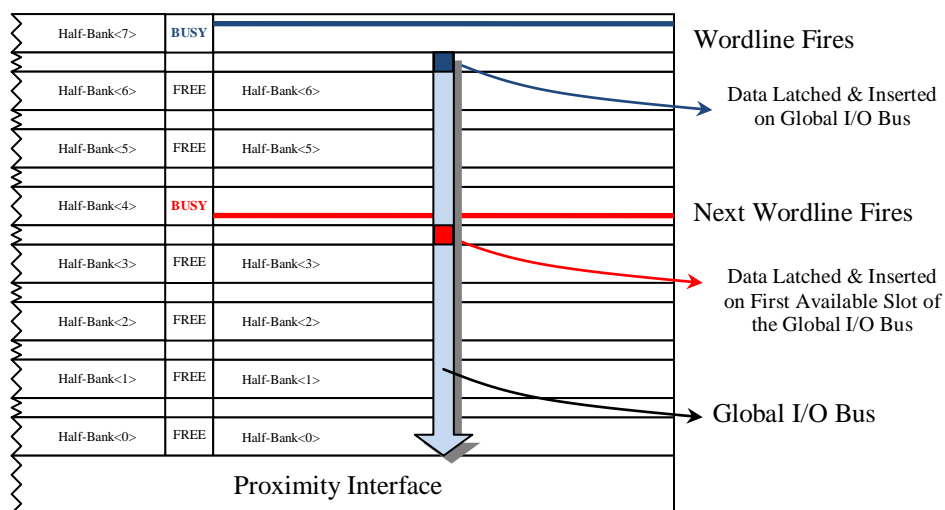 Half-Bank<7> BUSY
Wordline Fires
Half-Bank<6> FREE Half-Bank<6>
Data Latched & Inserted
on Global I/O Bus
Half-Bank<5> FREE Half-Bank<5>
Half-Bank<4> BUSY
Next Wordline Fires
Half-Bank<3> FREE Half-Bank<3>
Data Latched & Inserted
on First Available Slot of
the Global I/O Bus
Half-Bank<2> FREE Half-Bank<2>
Half-Bank<1> FREE Half-Bank<1>
Global I/O Bus
Half-Bank<0> FREE Half-Bank<0>
Proximity Interface